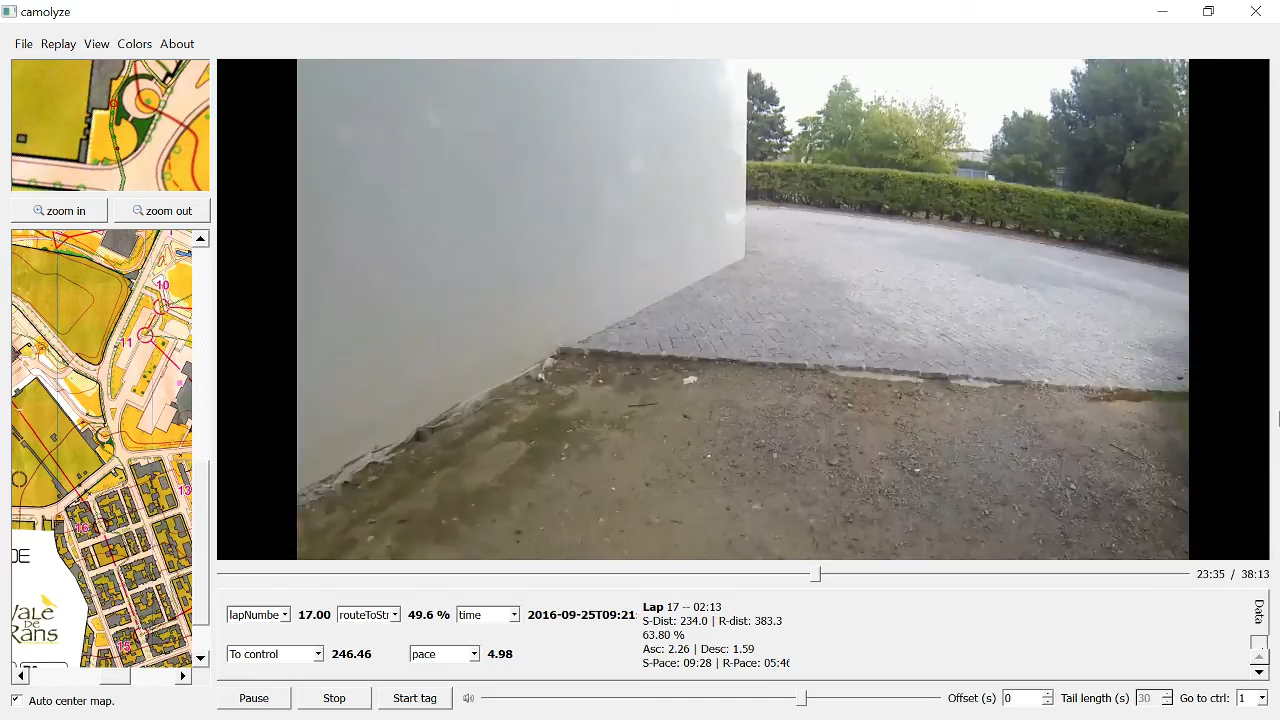 camolyze
File Replay View Colors About
zoom in zoom out
10
11
13
16
15
DE
Vale
DE
Rans
23:35 / 38:13
lapNumbe 17.00 routeToStr 49.6 % time 2016-09-25T09:21:
To control 246.46 pace 4.98
Lap 17 -- 02:13
S-Dist: 234.0 | R-dist: 383.3
63.80 %
Asc: 2.26 | Desc: 1.59
S-Pace: 09:28 | R-Pace: 05:46
Data
Auto center map.
Pause Stop Start tag Offset (s) 0 Tail length (s) 30 Go to ctrl: 1